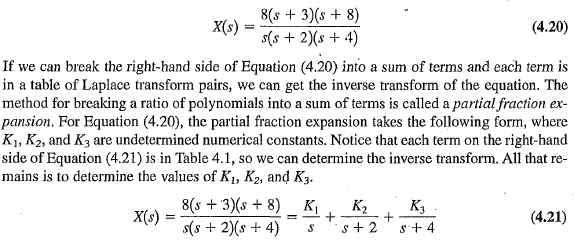 X(s) = 8(s + 3)(s + 8) / s(s + 2)(s + 4) (4.20)
If we can break the right-hand side of Equation (4.20) into a sum of terms and each term is
in a table of Laplace transform pairs, we can get the inverse transform of the equation. The
method for breaking a ratio of polynomials into a sum of terms is called a partial fraction ex-
pansion. For Equation (4.20), the partial fraction expansion takes the following form, where
K₁, K₂, and K₃ are undetermined numerical constants. Notice that each term on the right-hand
side of Equation (4.21) is in Table 4.1, so we can determine the inverse transform. All that re-
mains is to determine the values of K₁, K₂, and K₃.
X(s) = 8(s + 3)(s + 8) / s(s + 2)(s + 4) = K₁ / s + K₂ / s + 2 + K₃ / s + 4 (4.21)